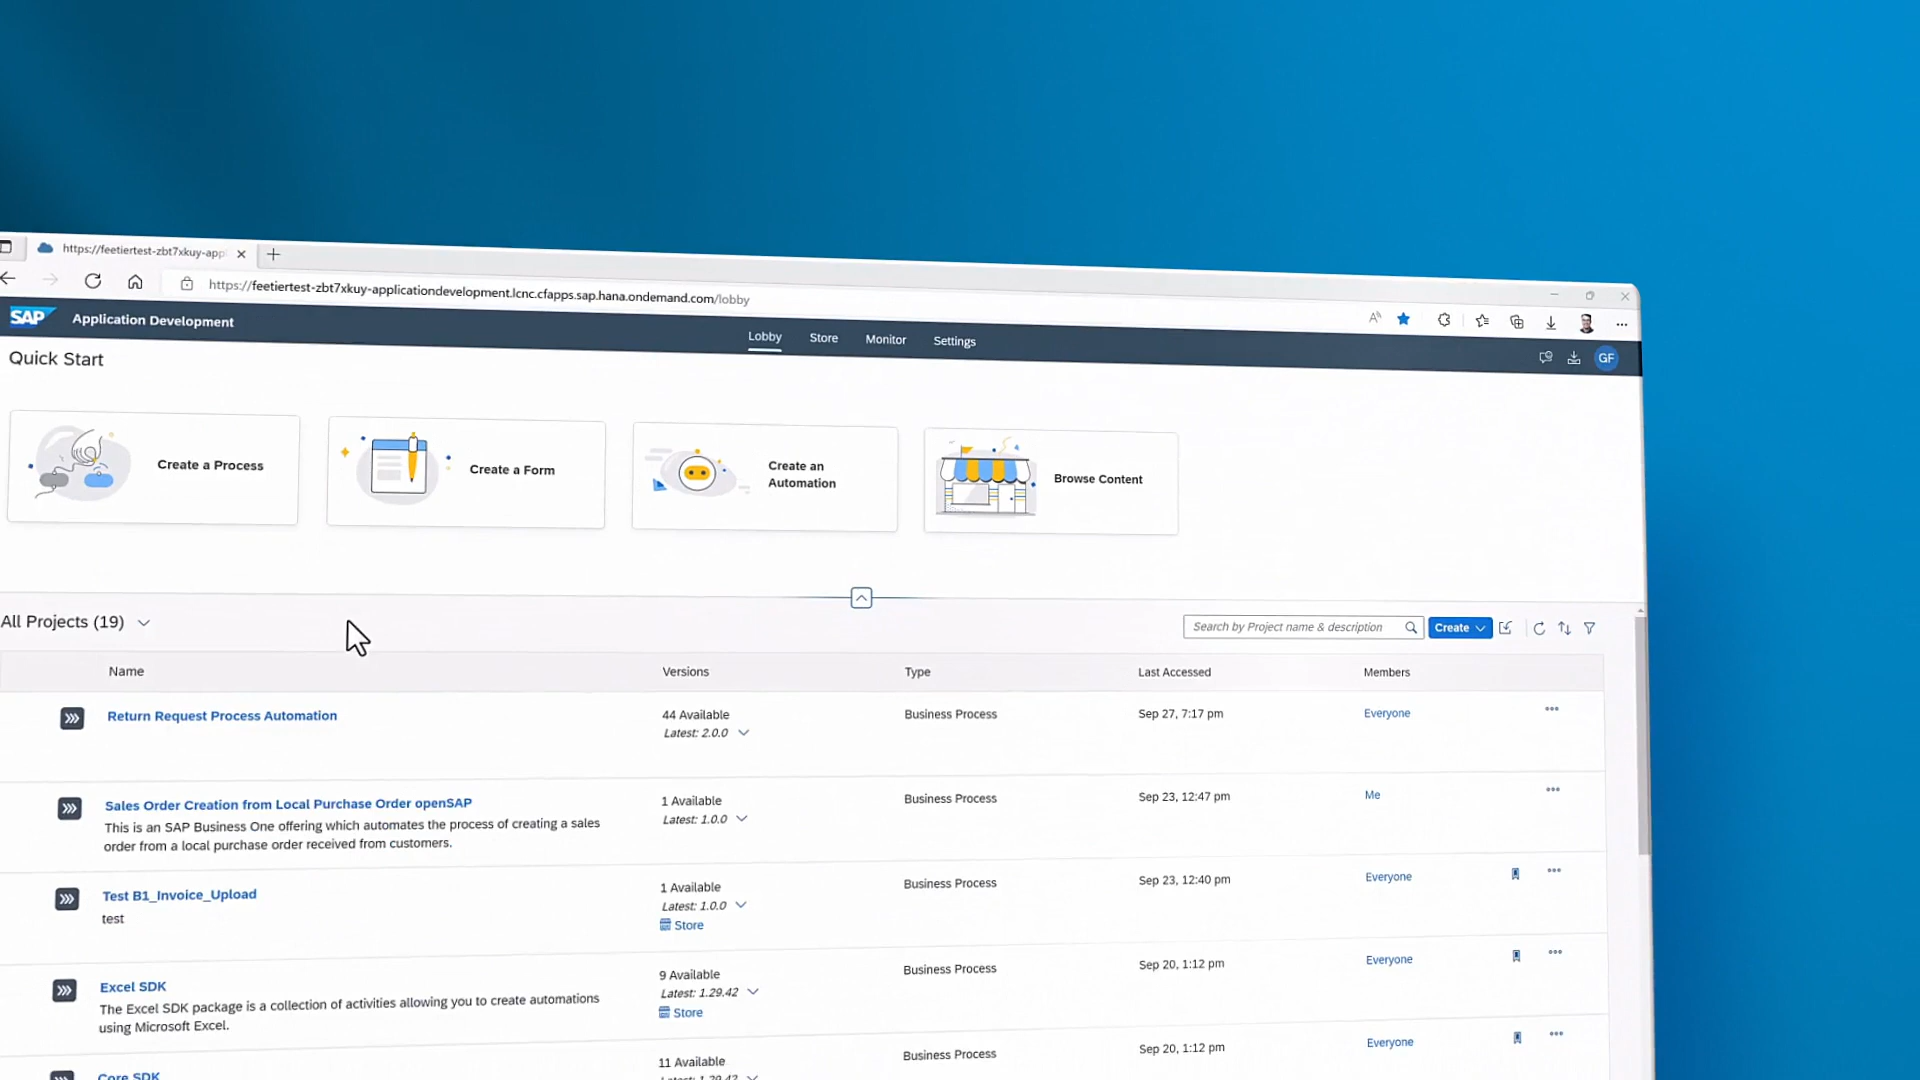 https://feetiertest-zbt7xkuy-app
https://feetiertest-zbt7xkuy-applicationdevelopment.lcnc.cfapps.sap.hana.ondemand.com/lobby
SAP Application Development
Lobby Store Monitor Settings
GF
Quick Start
Create a Process
Create a Form
Create an
Automation
Browse Content
All Projects (19)
Search by Project name & description
Create
Name Versions Type Last Accessed Members
Return Request Process Automation
44 Available
Latest: 2.0.0
Business Process
Sep 27, 7:17 pm
Everyone
Sales Order Creation from Local Purchase Order openSAP
This is an SAP Business One offering which automates the process of creating a sales
order from a local purchase order received from customers.
1 Available
Latest: 1.0.0
Business Process
Sep 23, 12:47 pm
Me
Test B1_Invoice_Upload
test
1 Available
Latest: 1.0.0
Store
Business Process
Sep 23, 12:40 pm
Everyone
Excel SDK
The Excel SDK package is a collection of activities allowing you to create automations
using Microsoft Excel.
9 Available
Latest: 1.29.42
Store
Business Process
Sep 20, 1:12 pm
Everyone
Core SDK
11 Available
Latest: 1.29.42
Business Process
Sep 20, 1:12 pm
Everyone